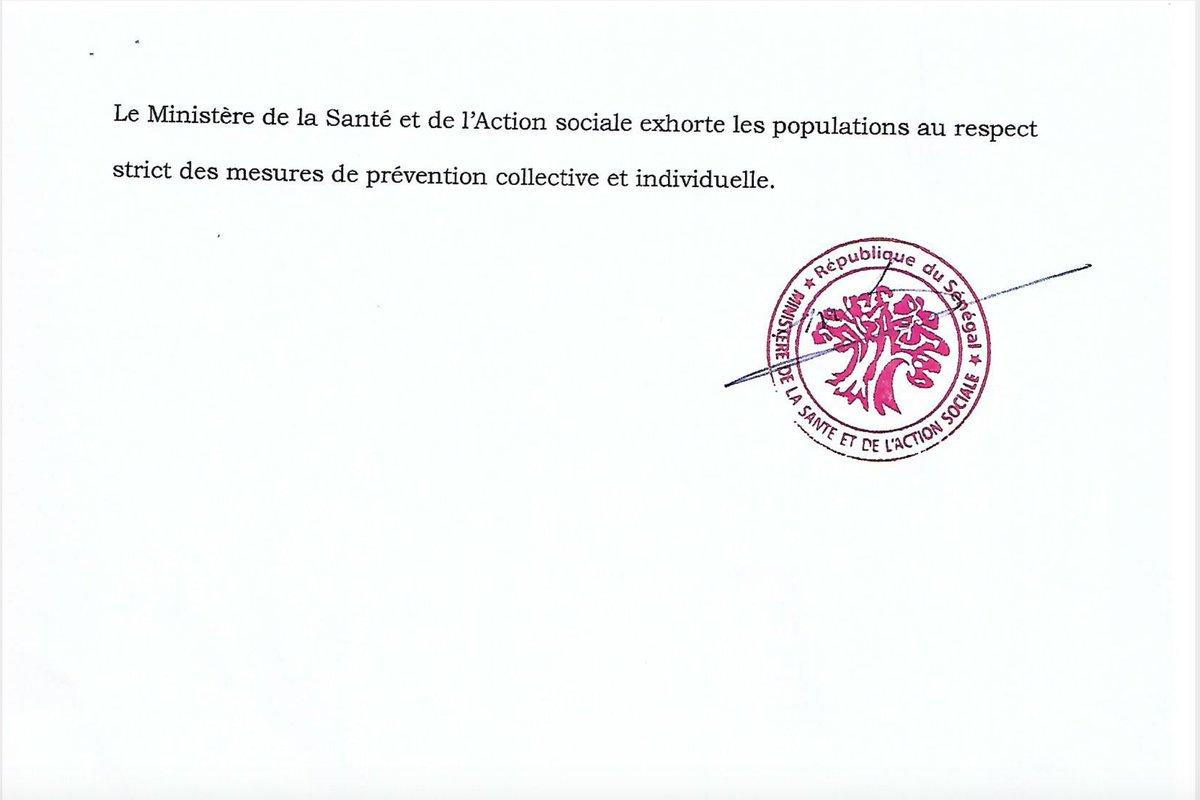 Le Ministère de la Santé et de l'Action sociale exhorte les populations au respect
strict des mesures de prévention collective et individuelle.
★ République du Sénégal ★
MINISTERE DE LA SANTE ET DE L'ACTION SOCIALE